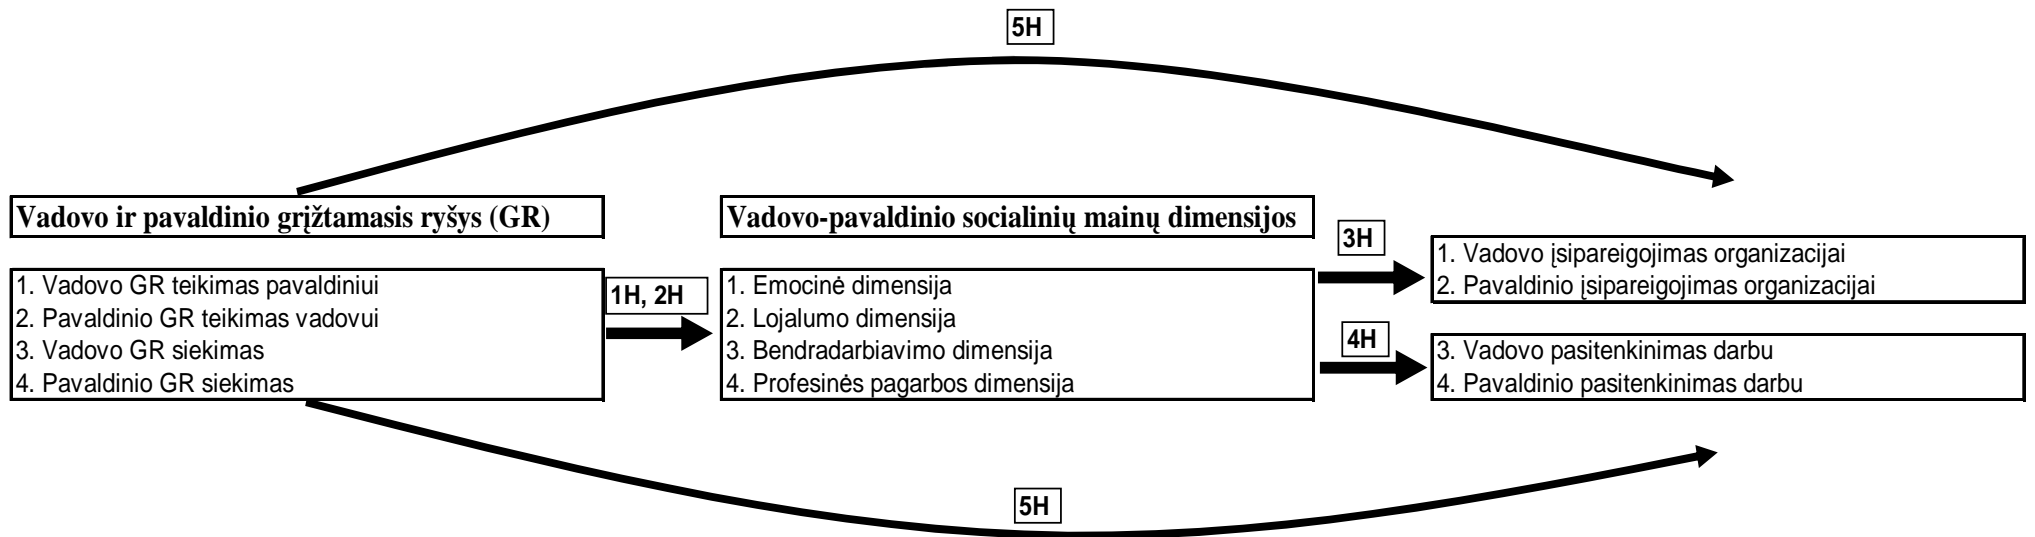 5H
Vadovo ir pavaldinio grįžtamasis ryšys (GR)
1. Vadovo GR teikimas pavaldiniui
2. Pavaldinio GR teikimas vadovui
3. Vadovo GR siekimas
4. Pavaldinio GR siekimas
1H, 2H
Vadovo-pavaldinio socialinių mainų dimensijos
1. Emocinė dimensija
2. Lojalumo dimensija
3. Bendradarbiavimo dimensija
4. Profesinės pagarbos dimensija
3H
1. Vadovo įsipareigojimas organizacijai
2. Pavaldinio įsipareigojimas organizacijai
4H
3. Vadovo pasitenkinimas darbu
4. Pavaldinio pasitenkinimas darbu
5H